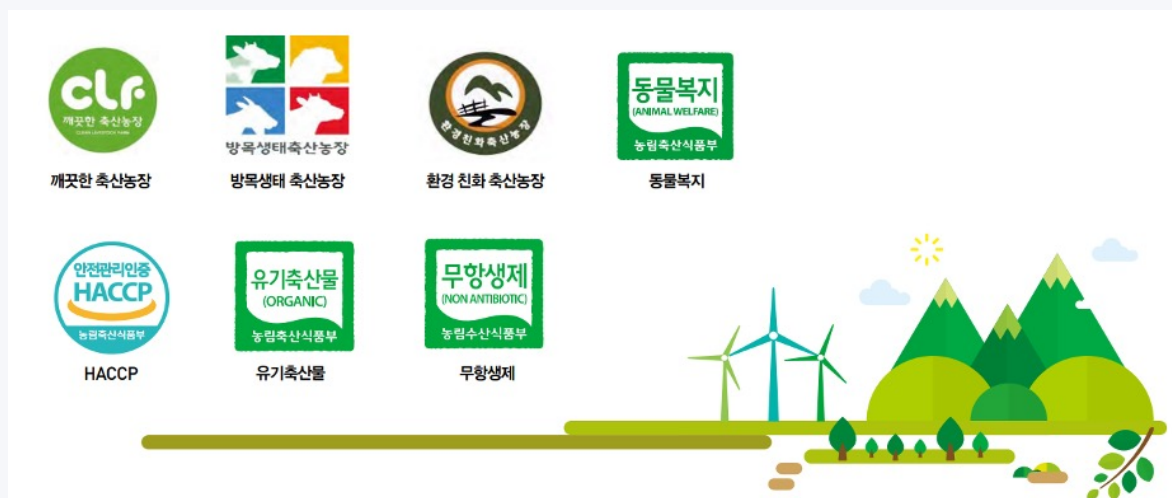 CLF
깨끗한 축산농장
CLEAN LIVESTOCK FARM
방목생태축산농장
환경친화축산농장
동물복지
(ANIMAL WELFARE)
농림축산식품부
깨끗한 축산농장
방목생태 축산농장
환경 친화 축산농장
동물복지
안전관리인증
HACCP
농림축산식품부
유기축산물
(ORGANIC)
농림축산식품부
무항생제
(NON ANTIBIOTIC)
농림수산식품부
HACCP
유기축산물
무항생제